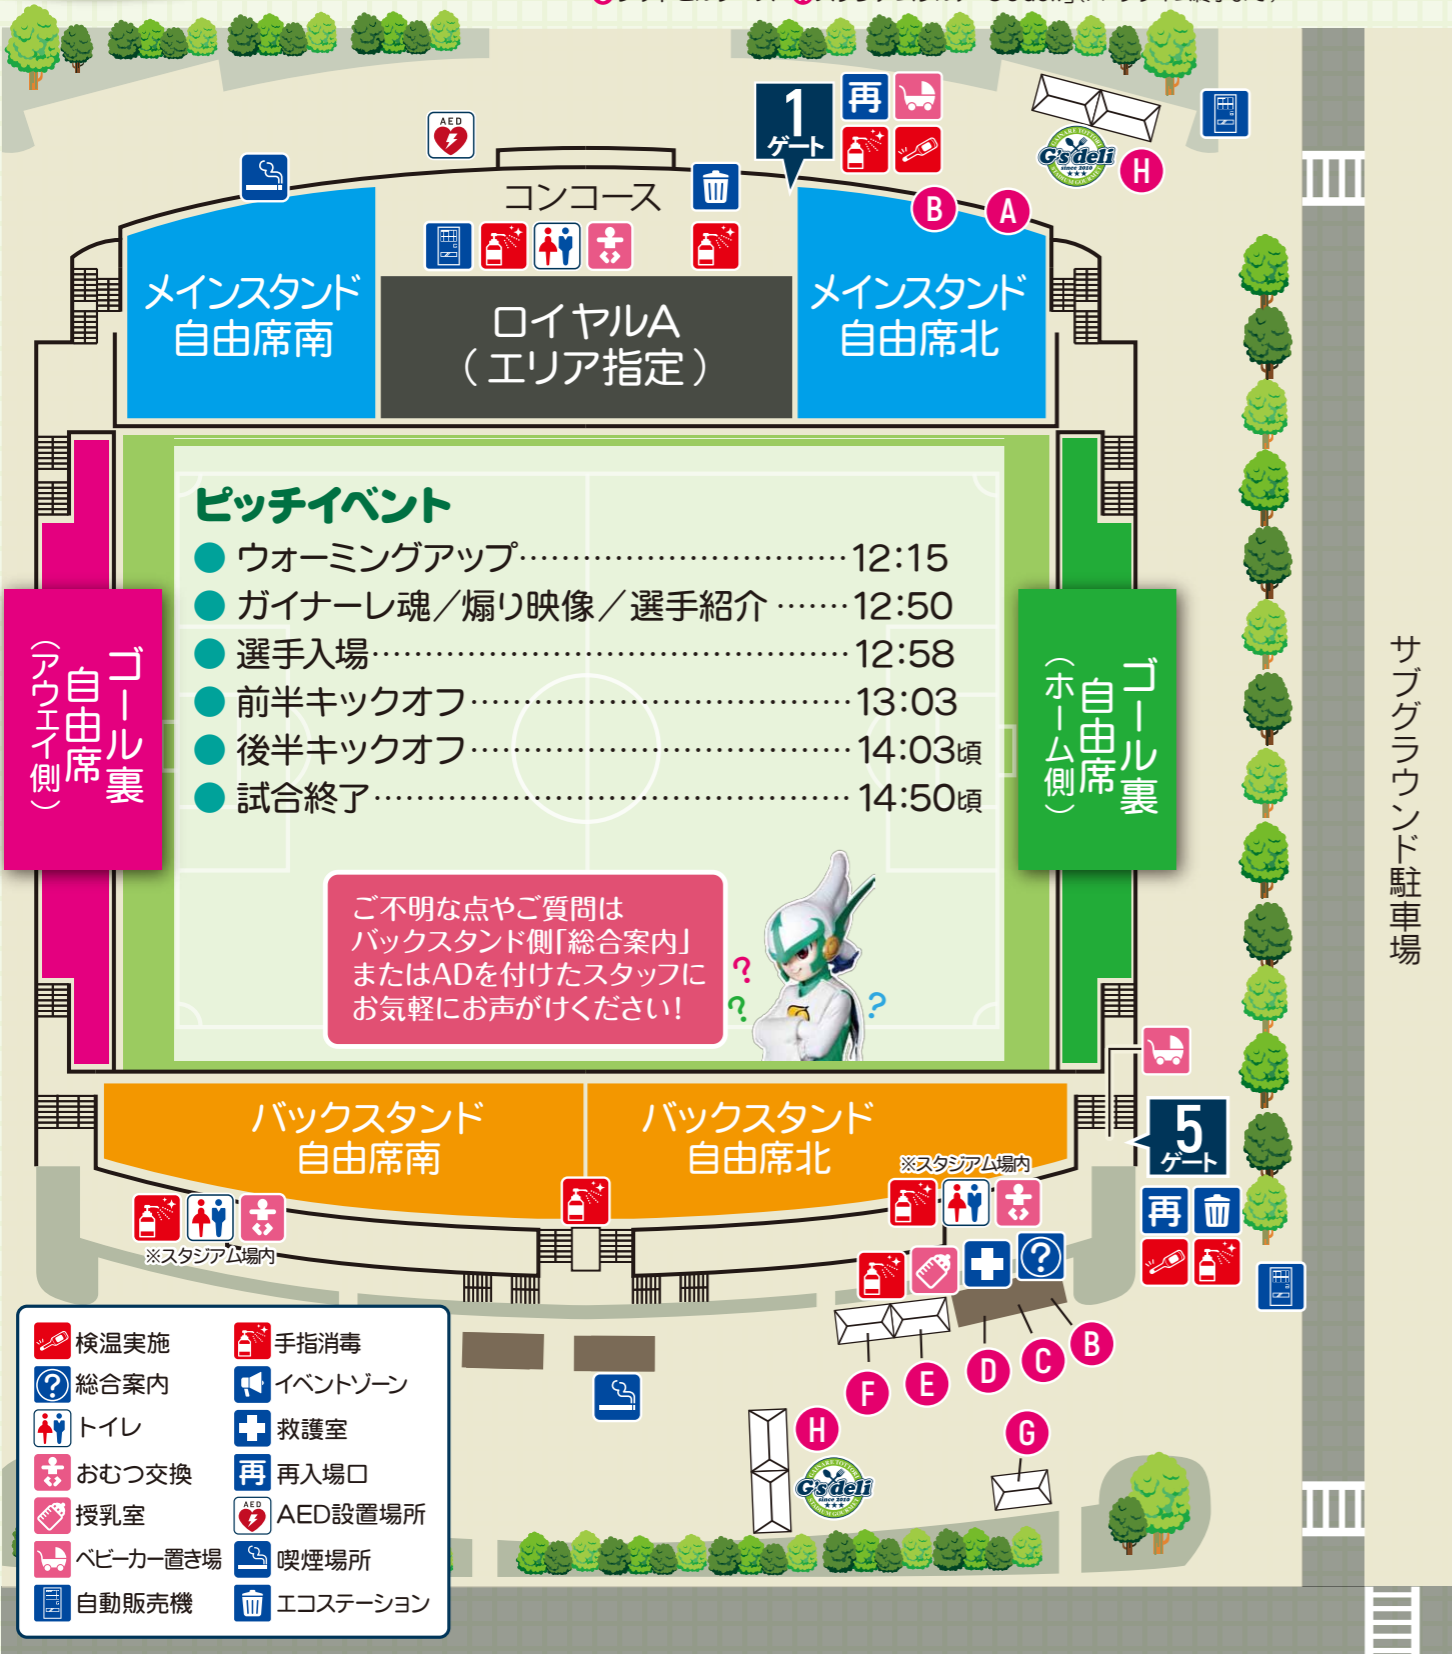 AED
1
ゲート
再
G's deli
since 2010
H
コンコース
B
A
メインスタンド
自由席南
ロイヤルA
（エリア指定）
メインスタンド
自由席北
ピッチイベント
● ウォーミングアップ…………………………12:15
● ガイナーレ魂／煽り映像／選手紹介 ……12:50
● 選手入場………………………………………12:58
● 前半キックオフ………………………………13:03
● 後半キックオフ………………………………14:03頃
● 試合終了………………………………………14:50頃
ゴール裏
自由席
（アウェイ側）
ゴール裏
自由席
（ホーム側）
サブグラウンド駐車場
ご不明な点やご質問は
バックスタンド側「総合案内」
またはADを付けたスタッフに
お気軽にお声がけください！
?
?
?
バックスタンド
自由席南
バックスタンド
自由席北
5
ゲート
※スタジアム場内
※スタジアム場内
再
?
F
E
D
C
B
H
G's deli
since 2010
G
検温実施
手指消毒
?
総合案内
イベントゾーン
トイレ
救護室
おむつ交換
再
再入場口
授乳室
AED
AED設置場所
ベビーカー置き場
喫煙場所
自動販売機
エコステーション